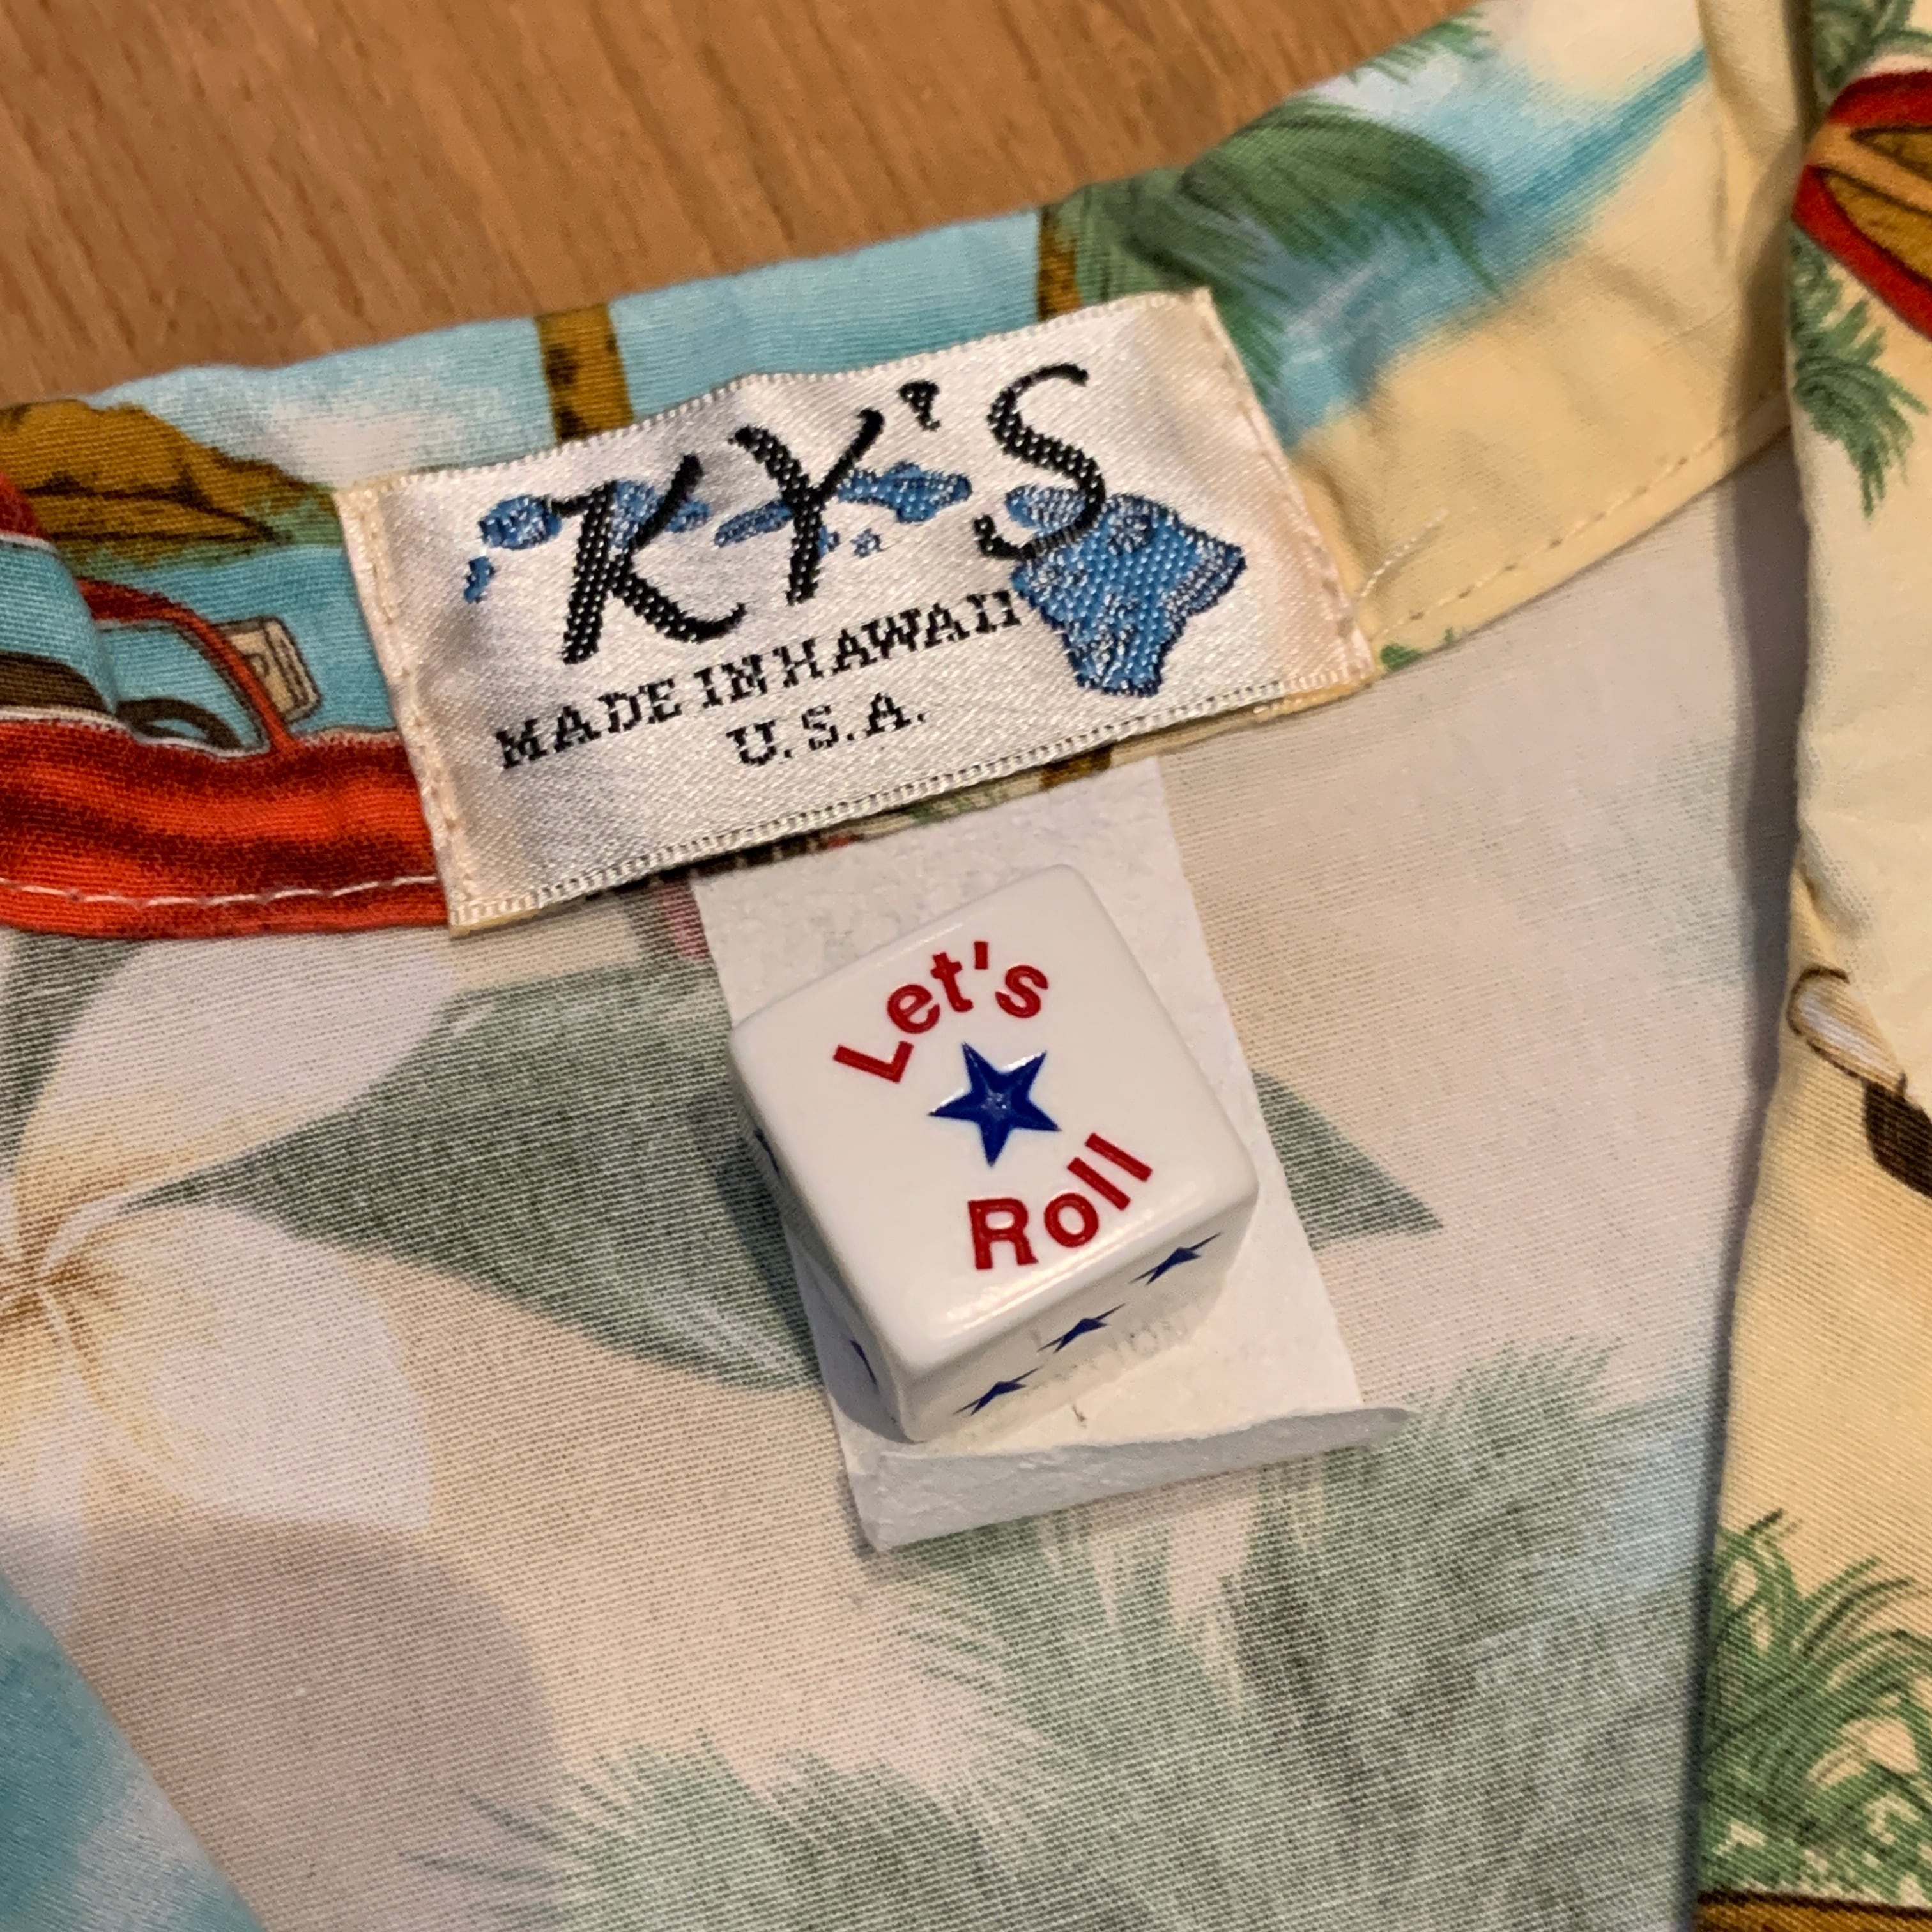 KY'S
MADE IN HAWAII
U.S.A.
Let's
Roll